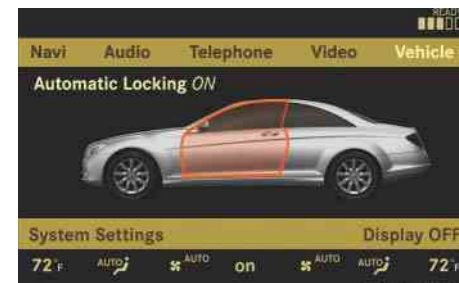 READY
Navi Audio Telephone Video Vehicle
Automatic Locking ON
System Settings Display OFF
72°F AUTO AUTO on AUTO AUTO 72°F